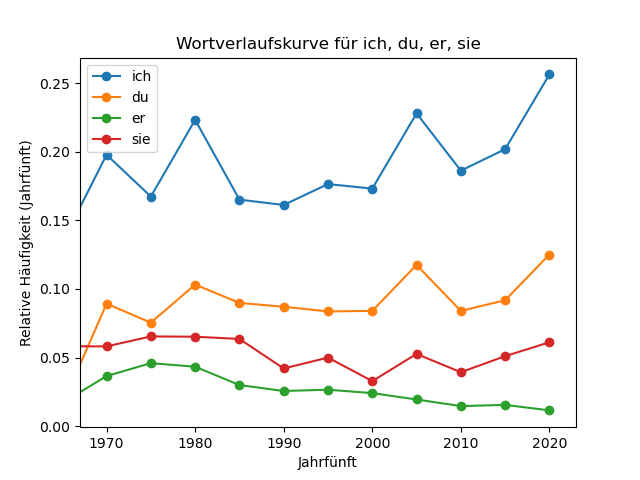 Wortverlaufskurve für ich, du, er, sie
ich
du
er
sie
Relative Häufigkeit (Jahrfünft)
0.25
0.20
0.15
0.10
0.05
0.00
1970 1980 1990 2000 2010 2020
Jahrfünft